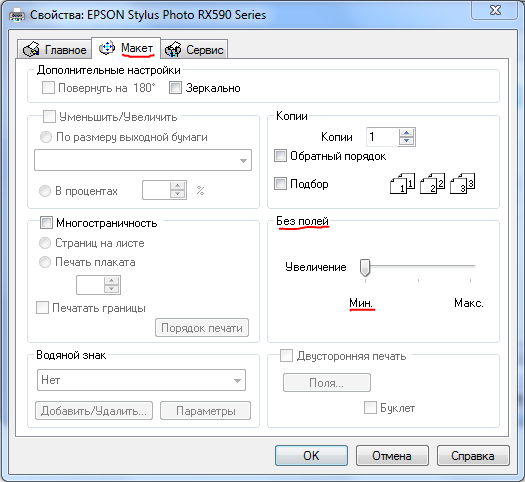 Свойства: EPSON Stylus Photo RX590 Series
Главное
Макет
Сервис
Дополнительные настройки
Повернуть на 180°
Зеркально
Уменьшить/Увеличить
По размеру выходной бумаги
В процентах
%
Копии
Копии
1
Обратный порядок
Подбор
1 1 2 2 3 3
Многостраничность
Страниц на листе
Печать плаката
Печатать границы
Порядок печати
Без полей
Увеличение
Мин.
Макс.
Водяной знак
Нет
Добавить/Удалить...
Параметры
Двусторонняя печать
Поля...
Буклет
OK
Отмена
Справка